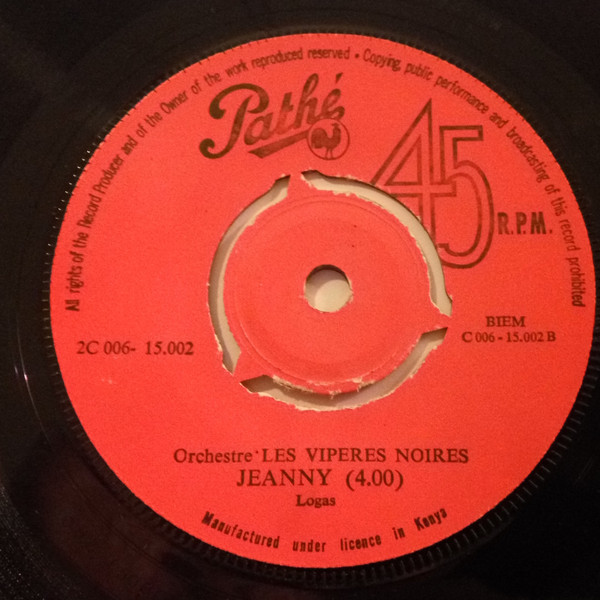 All rights of the Record Producer and of the Owner of the work reproduced reserved • Copying, public performance and broadcasting of this record prohibited
Pathé
45
R.P.M.
2C 006- 15.002
BIEM
C 006 - 15.002 B
Orchestre LES VIPERES NOIRES
JEANNY (4.00)
Logas
Manufactured under licence in Kenya